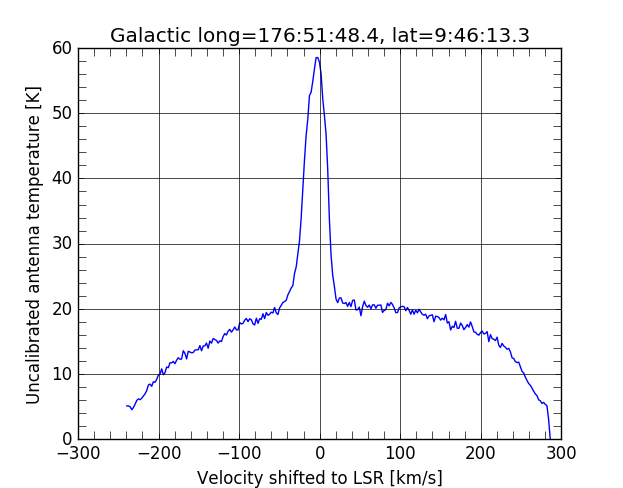 Galactic long=176:51:48.4, lat=9:46:13.3
Uncalibrated antenna temperature [K]
60
50
40
30
20
10
0
−300 −200 −100 0 100 200 300
Velocity shifted to LSR [km/s]